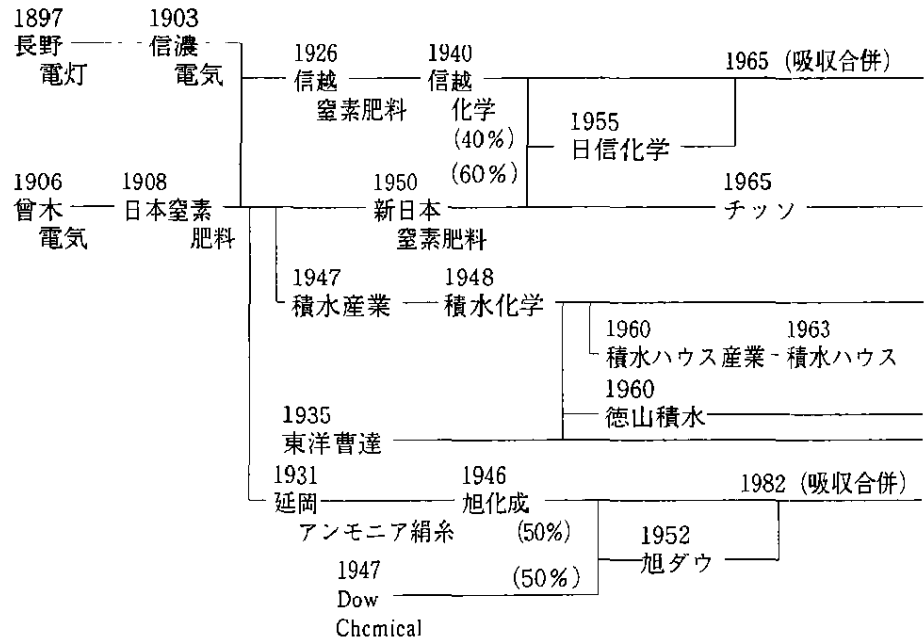 1897
長野
電灯
1903
信濃
電気
1926
信越
窒素肥料
1940
信越
化学
(40%)
(60%)
1965 (吸収合併)
1955
日信化学
1906
曾木
電気
1908
日本窒素
肥料
1950
新日本
窒素肥料
1965
チッソ
1947
積水産業
1948
積水化学
1960
積水ハウス産業
1963
積水ハウス
1960
徳山積水
1935
東洋曹達
1931
延岡
アンモニア絹糸
1946
旭化成
(50%)
(50%)
1982 (吸収合併)
1952
旭ダウ
1947
Dow
Chemical